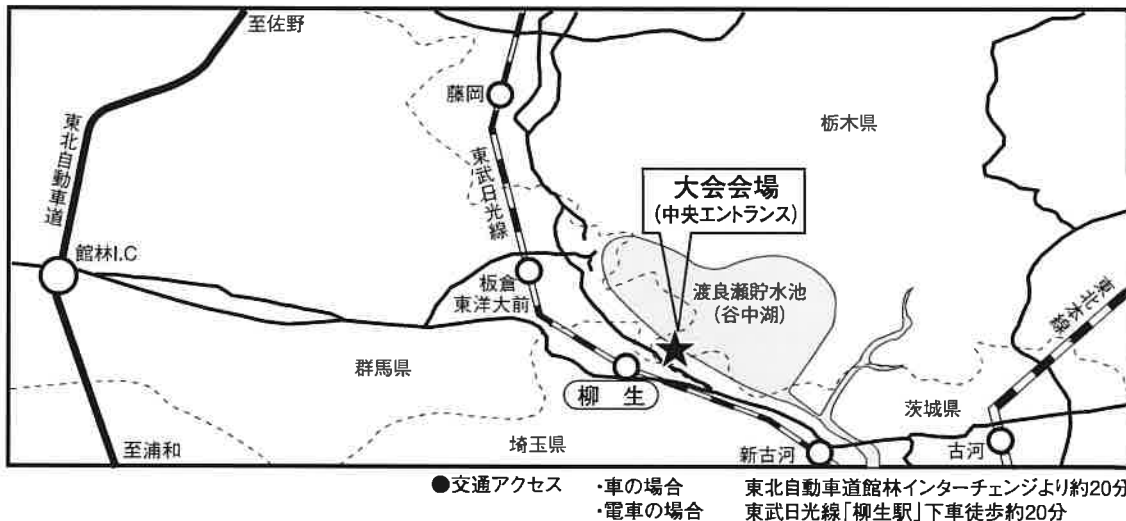 至佐野
藤岡
栃木県
東北自動車道
東武日光線
大会会場
(中央エントランス)
館林I.C
板倉
東洋大前
渡良瀬貯水池
(谷中湖)
東北本線
群馬県
柳生
茨城県
至浦和
埼玉県
新古河
古河
●交通アクセス ・車の場合 東北自動車道館林インターチェンジより約20分
・電車の場合 東武日光線「柳生駅」下車徒歩約20分